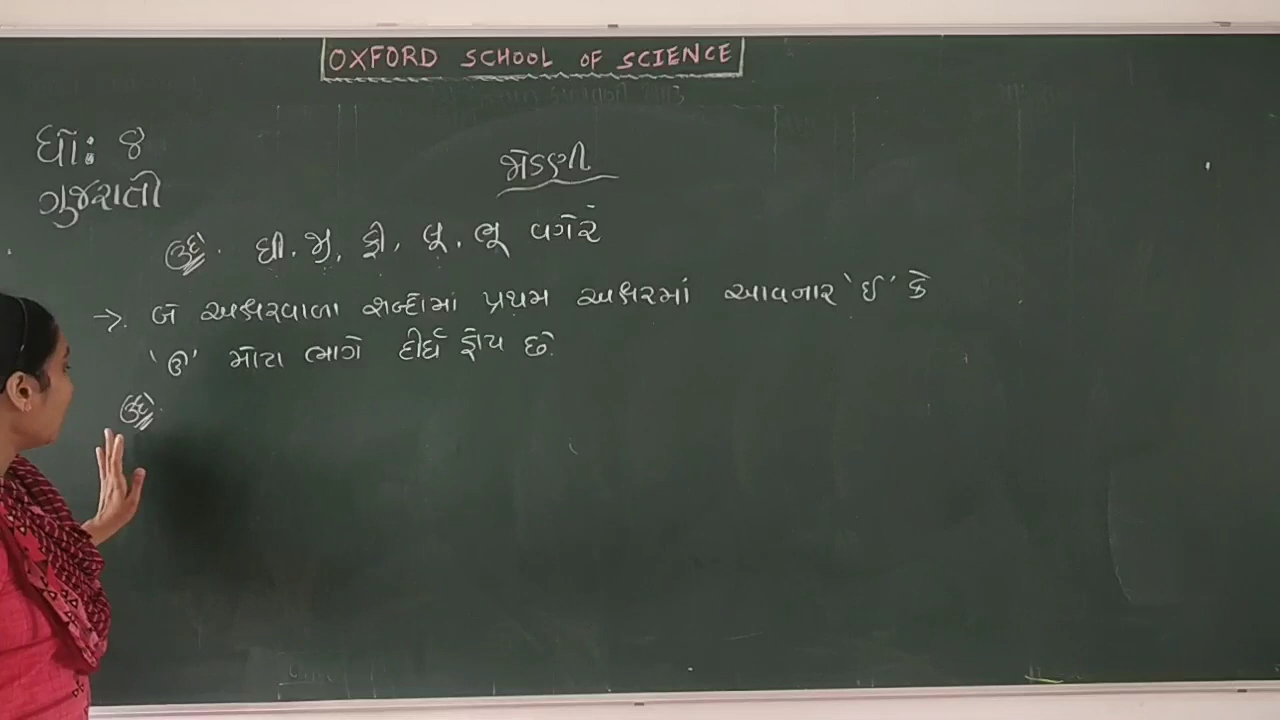 OXFORD SCHOOL OF SCIENCE
ધો: ૪
ગુજરાતી
જોડણી
ઉદા. ઘી, જી, ફી, લૂ, ભૂ વગેરે
→ બે અક્ષરવાળા શબ્દોમાં પ્રથમ અક્ષરમાં આવનાર 'ઈ' કે
'ઊ' મોટા ભાગે દીર્ઘ હોય છે.
ઉદા.